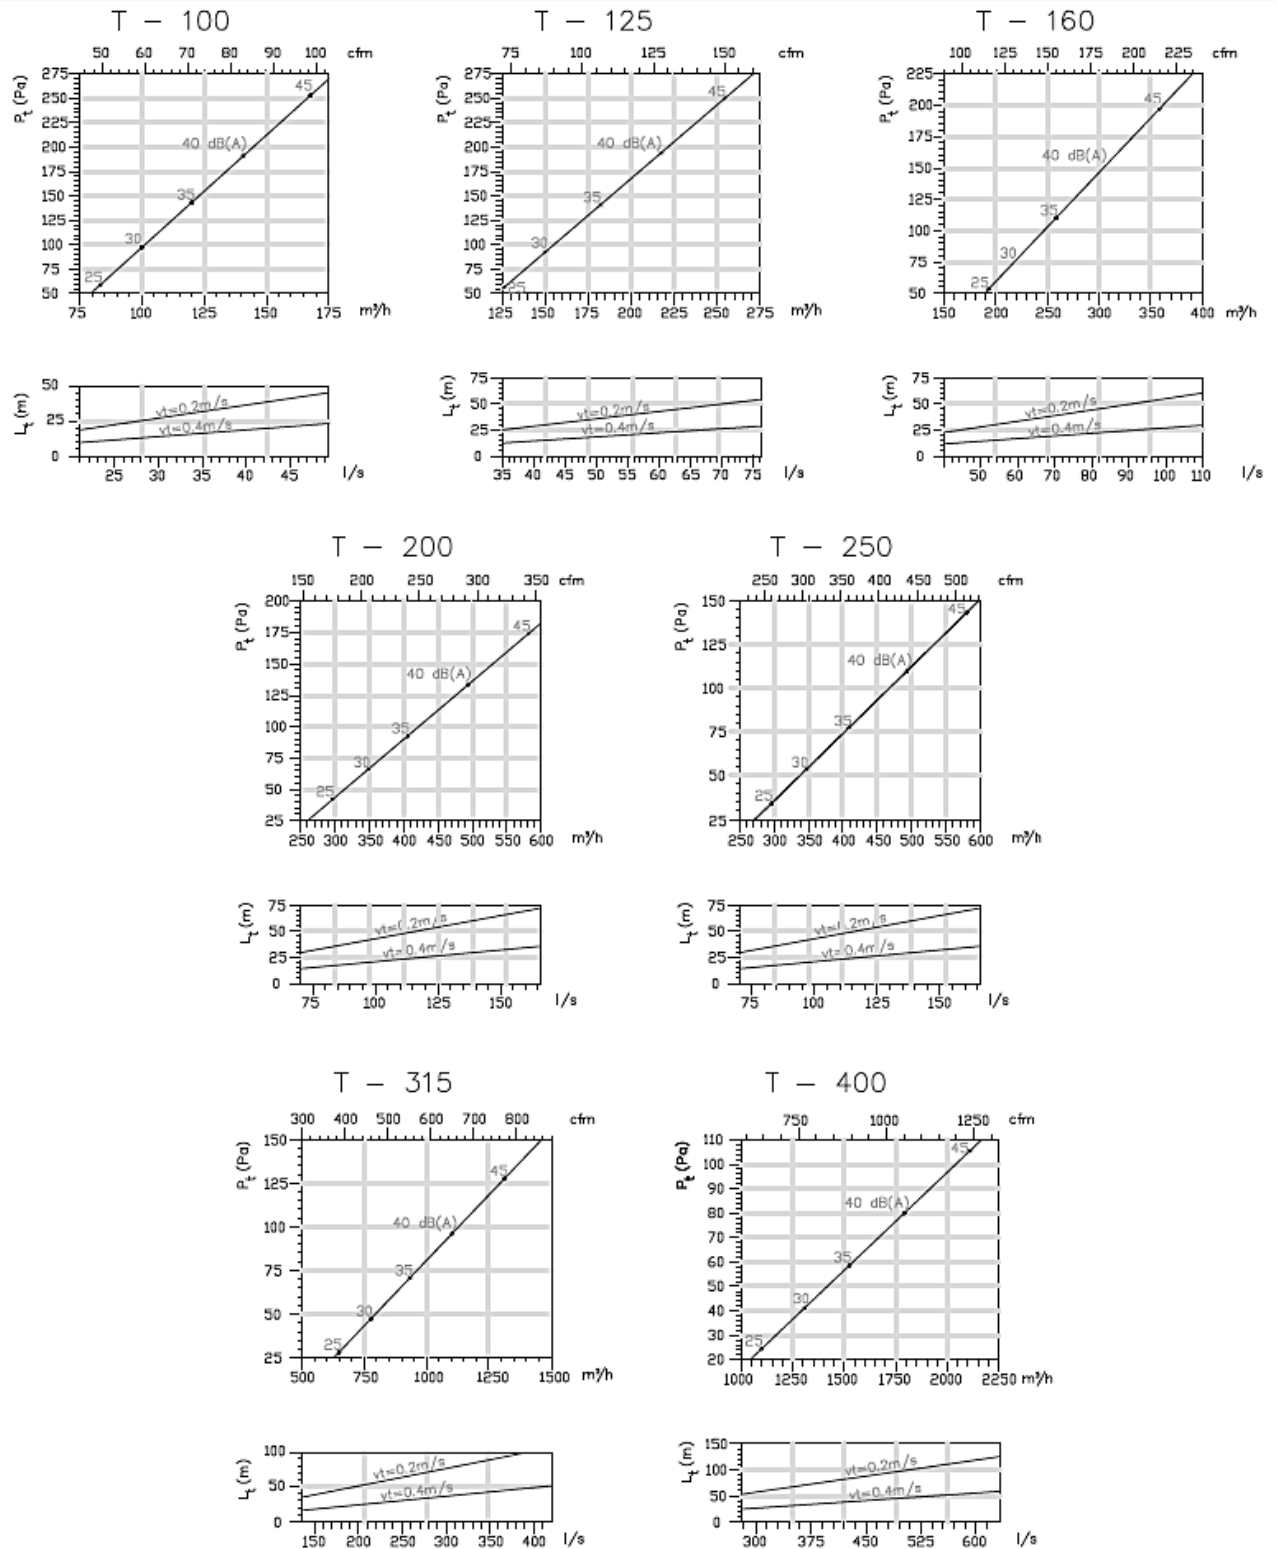 T – 100 T – 125 T – 160
50 60 70 80 90 100 cfm 75 100 125 150 cfm 100 125 150 175 200 225 cfm
Pt (Pa) 275 250 225 200 175 150 125 100 75 50
45
40 dB(A)
35
30
25
75 100 125 150 175 m³/h
Pt (Pa) 275 250 225 200 175 150 125 100 75 50
45
40 dB(A)
35
30
25
125 150 175 200 225 250 275 m³/h
Pt (Pa) 225 200 175 150 125 100 75 50
45
40 dB(A)
35
30
25
150 200 250 300 350 400 m³/h
Lt (m) 50 25 0
vt=0.2m/s
vt=0.4m/s
25 30 35 40 45 l/s
Lt (m) 75 50 25 0
vt=0.2m/s
vt=0.4m/s
35 40 45 50 55 60 65 70 75 l/s
Lt (m) 75 50 25 0
vt=0.2m/s
vt=0.4m/s
50 60 70 80 90 100 110 l/s
T – 200 T – 250
150 200 250 300 350 cfm 250 300 350 400 450 500 cfm
Pt (Pa) 200 175 150 125 100 75 50 25
45
40 dB(A)
35
30
25
250 300 350 400 450 500 550 600 m³/h
Pt (Pa) 150 125 100 75 50 25
45
40 dB(A)
35
30
25
250 300 350 400 450 500 550 600 m³/h
Lt (m) 75 50 25 0
vt=0.2m/s
vt=0.4m/s
75 100 125 150 l/s
Lt (m) 75 50 25 0
vt=0.2m/s
vt=0.4m/s
75 100 125 150 l/s
T – 315 T – 400
300 400 500 600 700 800 cfm 750 1000 1250 cfm
Pt (Pa) 150 125 100 75 50 25
45
40 dB(A)
35
30
25
500 750 1000 1250 1500 m³/h
Pt (Pa) 110 100 90 80 70 60 50 40 30 20
45
40 dB(A)
35
30
25
1000 1250 1500 1750 2000 2250 m³/h
Lt (m) 100 50 0
vt=0.2m/s
vt=0.4m/s
150 200 250 300 350 400 l/s
Lt (m) 150 100 50 0
vt=0.2m/s
vt=0.4m/s
300 375 450 525 600 l/s